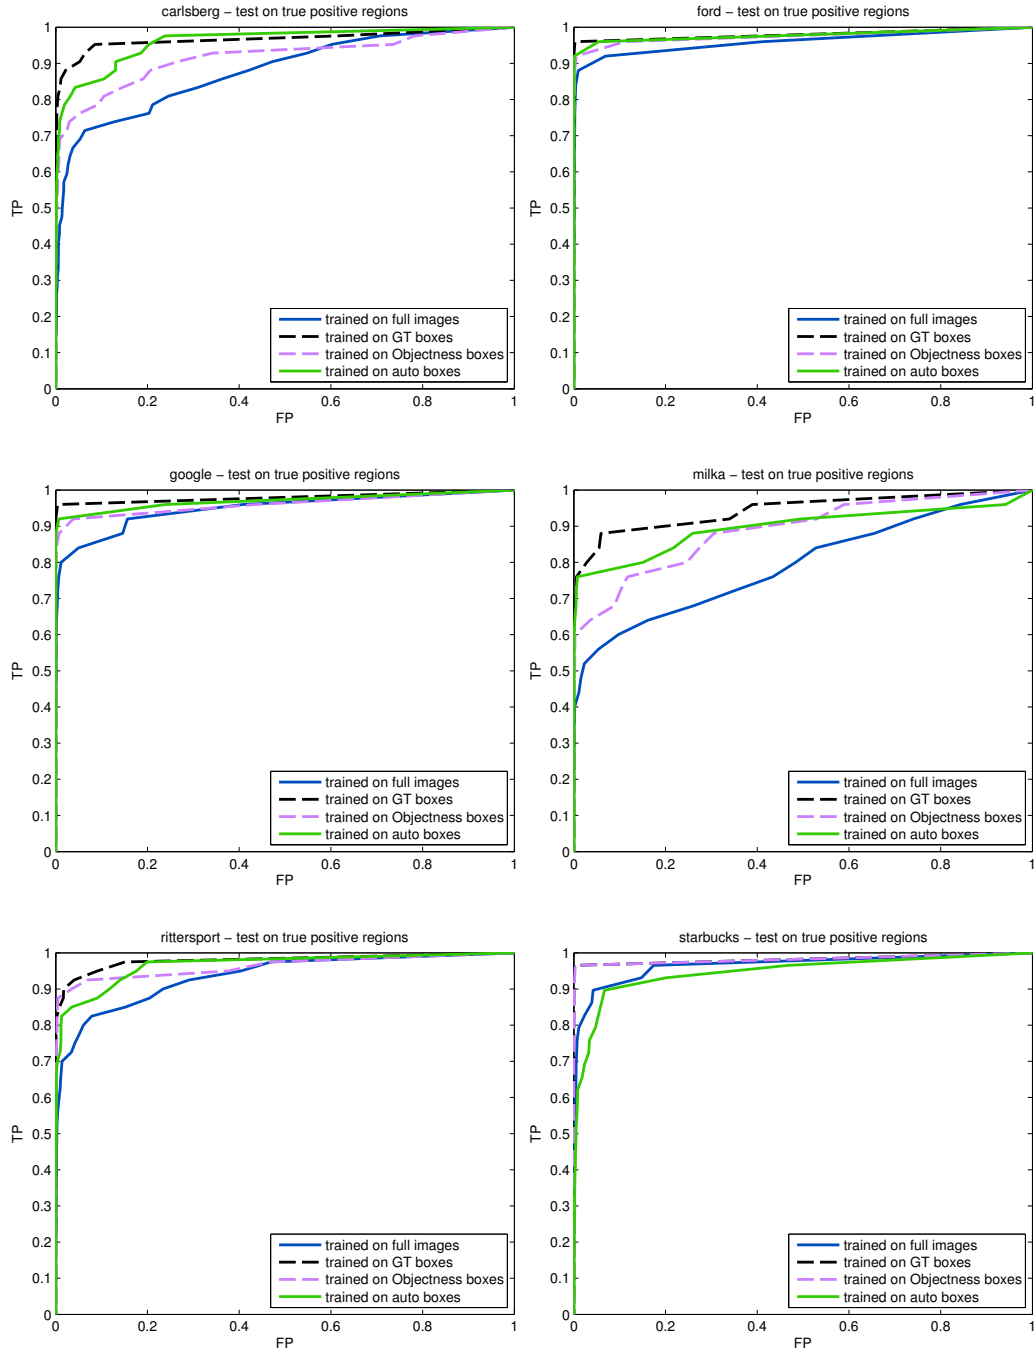 carlsberg − test on true positive regions
1
0.9
0.8
0.7
0.6
0.5
0.4
0.3
0.2
0.1
0
TP
trained on full images
trained on GT boxes
trained on Objectness boxes
trained on auto boxes
0 0.2 0.4 0.6 0.8 1
FP
ford − test on true positive regions
1
0.9
0.8
0.7
0.6
0.5
0.4
0.3
0.2
0.1
0
TP
trained on full images
trained on GT boxes
trained on Objectness boxes
trained on auto boxes
0 0.2 0.4 0.6 0.8 1
FP
google − test on true positive regions
1
0.9
0.8
0.7
0.6
0.5
0.4
0.3
0.2
0.1
0
TP
trained on full images
trained on GT boxes
trained on Objectness boxes
trained on auto boxes
0 0.2 0.4 0.6 0.8 1
FP
milka − test on true positive regions
1
0.9
0.8
0.7
0.6
0.5
0.4
0.3
0.2
0.1
0
TP
trained on full images
trained on GT boxes
trained on Objectness boxes
trained on auto boxes
0 0.2 0.4 0.6 0.8 1
FP
rittersport − test on true positive regions
1
0.9
0.8
0.7
0.6
0.5
0.4
0.3
0.2
0.1
0
TP
trained on full images
trained on GT boxes
trained on Objectness boxes
trained on auto boxes
0 0.2 0.4 0.6 0.8 1
FP
starbucks − test on true positive regions
1
0.9
0.8
0.7
0.6
0.5
0.4
0.3
0.2
0.1
0
TP
trained on full images
trained on GT boxes
trained on Objectness boxes
trained on auto boxes
0 0.2 0.4 0.6 0.8 1
FP